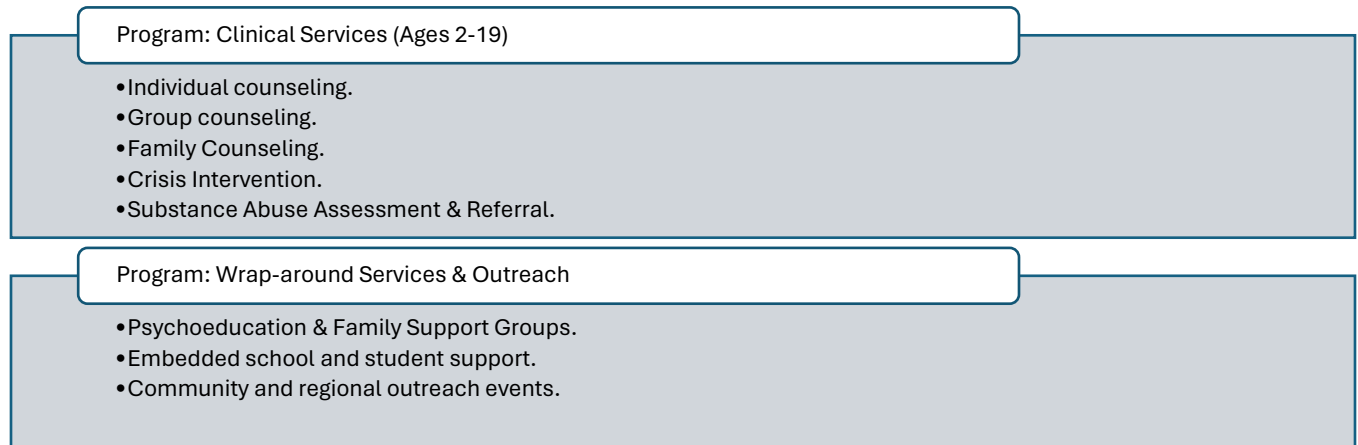 Program: Clinical Services (Ages 2-19)
•Individual counseling.
•Group counseling.
•Family Counseling.
•Crisis Intervention.
•Substance Abuse Assessment & Referral.
Program: Wrap-around Services & Outreach
•Psychoeducation & Family Support Groups.
•Embedded school and student support.
•Community and regional outreach events.